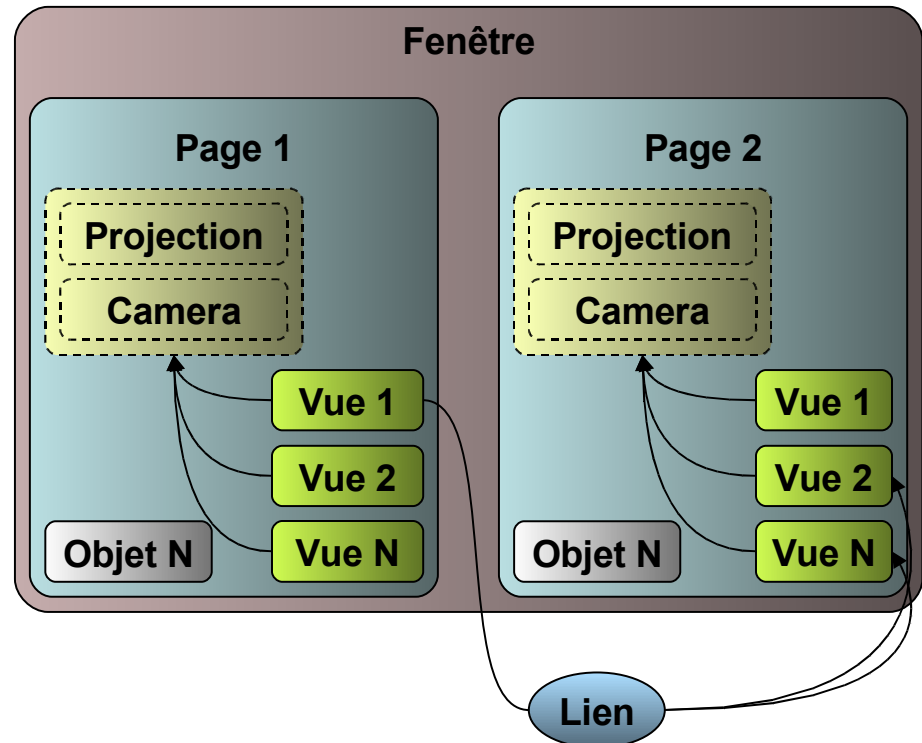 Fenêtre
Page 1
Projection
Camera
Vue 1
Vue 2
Objet N
Vue N
Page 2
Projection
Camera
Vue 1
Vue 2
Objet N
Vue N
Lien